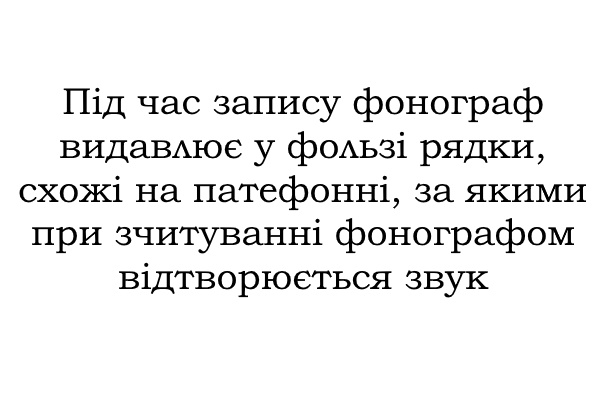 Під час запису фонограф
видавлює у фользі рядки,
схожі на патефонні, за якими
при зчитуванні фонографом
відтворюється звук